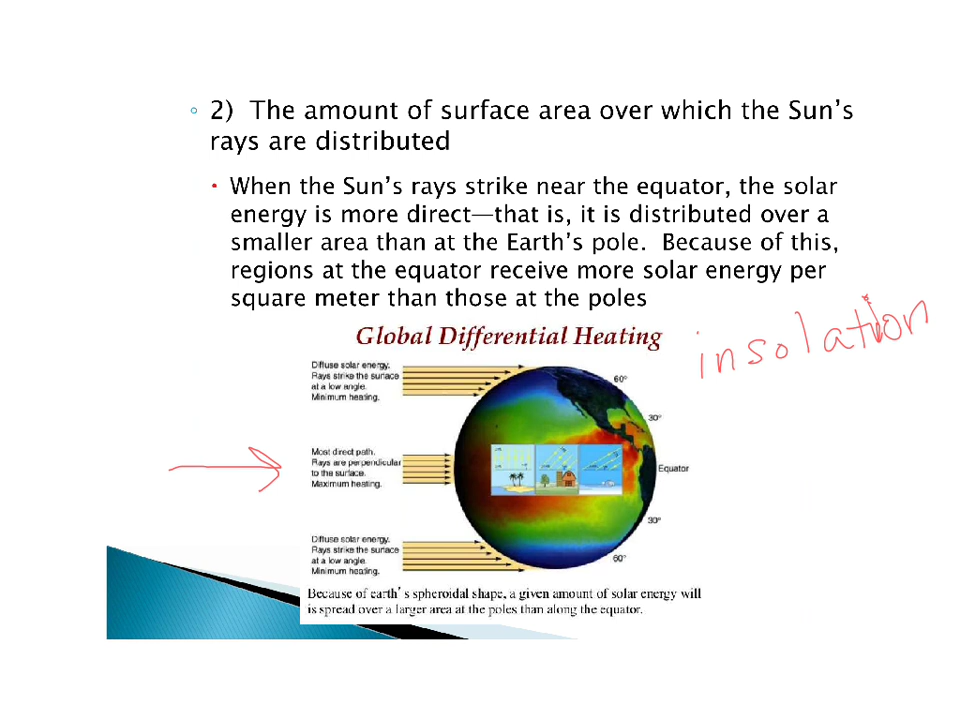 ◦ 2) The amount of surface area over which the Sun's
rays are distributed
• When the Sun's rays strike near the equator, the solar
energy is more direct—that is, it is distributed over a
smaller area than at the Earth's pole. Because of this,
regions at the equator receive more solar energy per
square meter than those at the poles
insolation
Global Differential Heating
Diffuse solar energy.
Rays strike the surface
at a low angle.
Minimum heating.
60°
30°
Most direct path.
Rays are perpendicular
to the surface.
Maximum heating.
Equator
30°
Diffuse solar energy.
Rays strike the surface
at a low angle.
Minimum heating.
60°
Because of earth's spheroidal shape, a given amount of solar energy will
is spread over a larger area at the poles than along the equator.